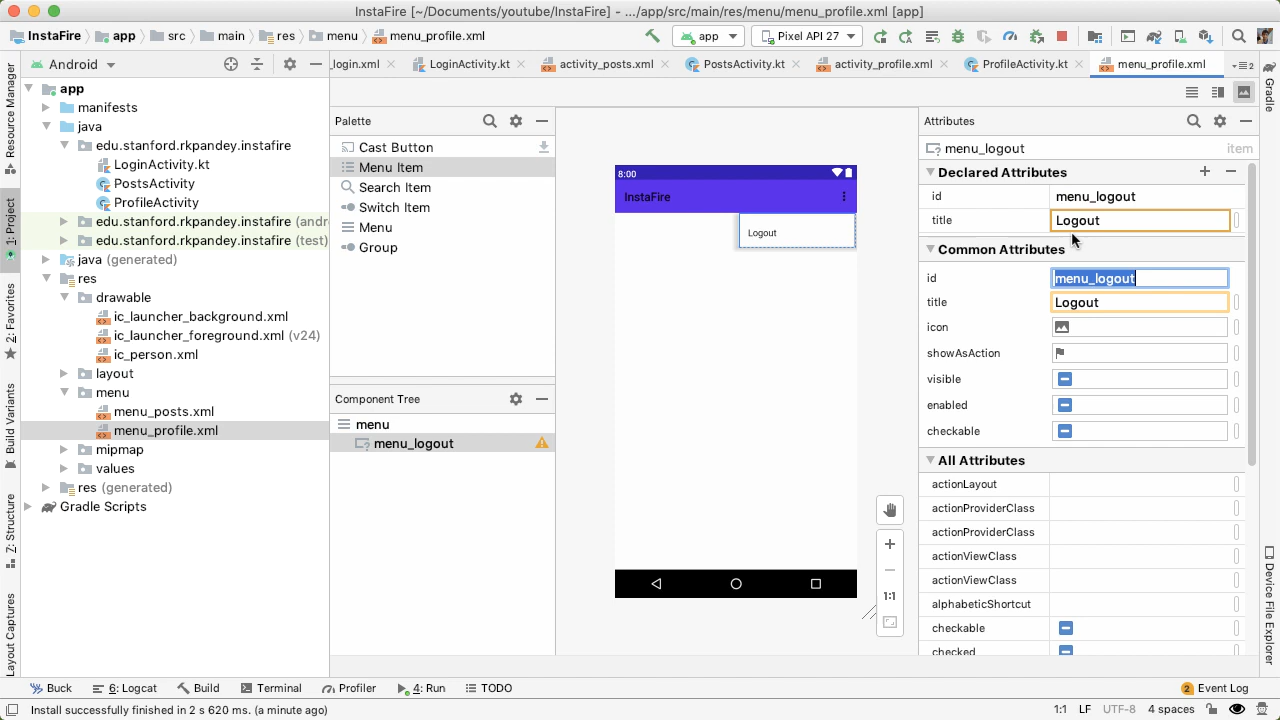 InstaFire [~/Documents/youtube/InstaFire] - .../app/src/main/res/menu/menu_profile.xml [app]
InstaFire app src main res menu menu_profile.xml app Pixel API 27
Android
_login.xml LoginActivity.kt activity_posts.xml PostsActivity.kt activity_profile.xml ProfileActivity.kt menu_profile.xml 2
Resource Manager
1: Project
2: Favorites
Build Variants
Z: Structure
Layout Captures
app
manifests
java
edu.stanford.rkpandey.instafire
LoginActivity.kt
PostsActivity
ProfileActivity
edu.stanford.rkpandey.instafire (andr
edu.stanford.rkpandey.instafire (test)
java (generated)
res
drawable
ic_launcher_background.xml
ic_launcher_foreground.xml (v24)
ic_person.xml
layout
menu
menu_posts.xml
menu_profile.xml
mipmap
values
res (generated)
Gradle Scripts
Palette
Cast Button
Menu Item
Search Item
Switch Item
Menu
Group
Component Tree
menu
menu_logout
8:00
InstaFire
Logout
1:1
Attributes
menu_logout item
Declared Attributes
id menu_logout
title Logout
Common Attributes
id menu_logout
title Logout
icon
showAsAction
visible
enabled
checkable
All Attributes
actionLayout
actionProviderClass
actionProviderClass
actionViewClass
actionViewClass
alphabeticShortcut
checkable
checked
Gradle
Device File Explorer
Buck 6: Logcat Build Terminal Profiler 4: Run TODO 2 Event Log
Install successfully finished in 2 s 620 ms. (a minute ago) 1:1 LF UTF-8 4 spaces